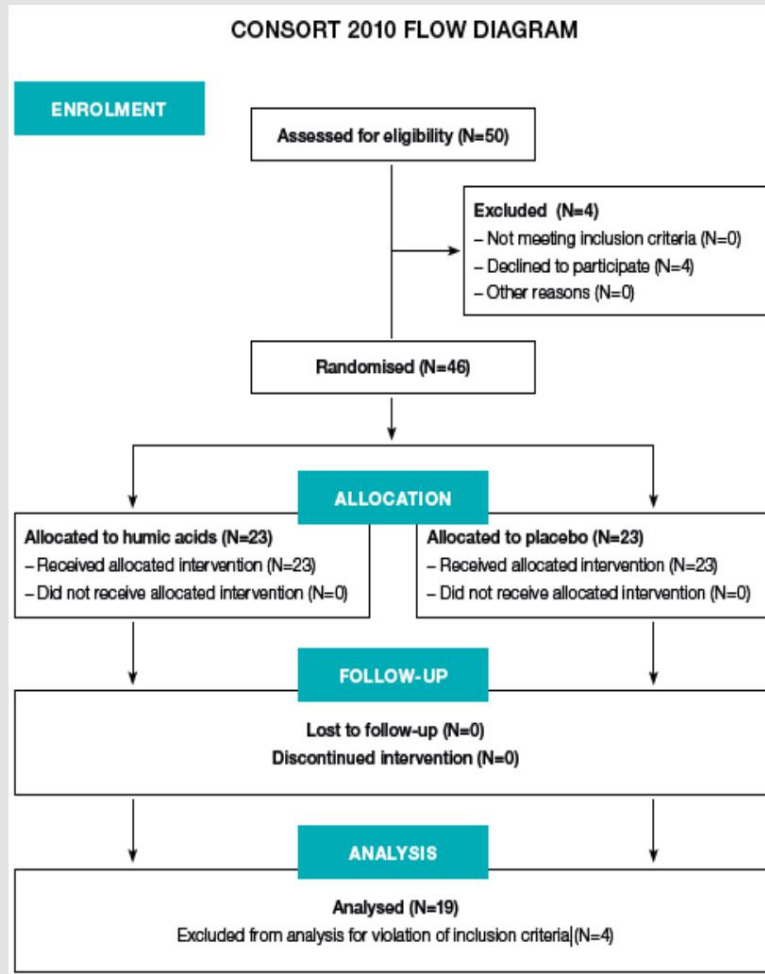 CONSORT 2010 FLOW DIAGRAM
ENROLMENT
Assessed for eligibility (N=50)
Excluded (N=4)
– Not meeting inclusion criteria (N=0)
– Declined to participate (N=4)
– Other reasons (N=0)
Randomised (N=46)
ALLOCATION
Allocated to humic acids (N=23)
– Received allocated intervention (N=23)
– Did not receive allocated intervention (N=0)
Allocated to placebo (N=23)
– Received allocated intervention (N=23)
– Did not receive allocated intervention (N=0)
FOLLOW-UP
Lost to follow-up (N=0)
Discontinued intervention (N=0)
ANALYSIS
Analysed (N=19)
Excluded from analysis for violation of inclusion criteria (N=4)